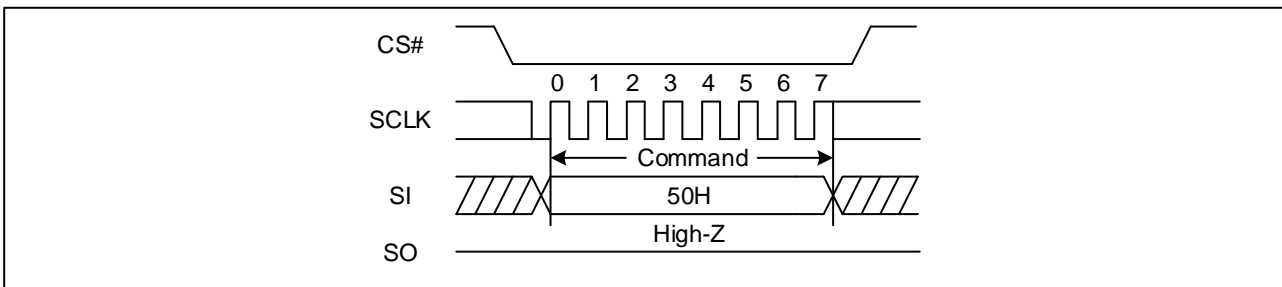 CS#
0 1 2 3 4 5 6 7
SCLK
Command
SI
50H
High-Z
SO